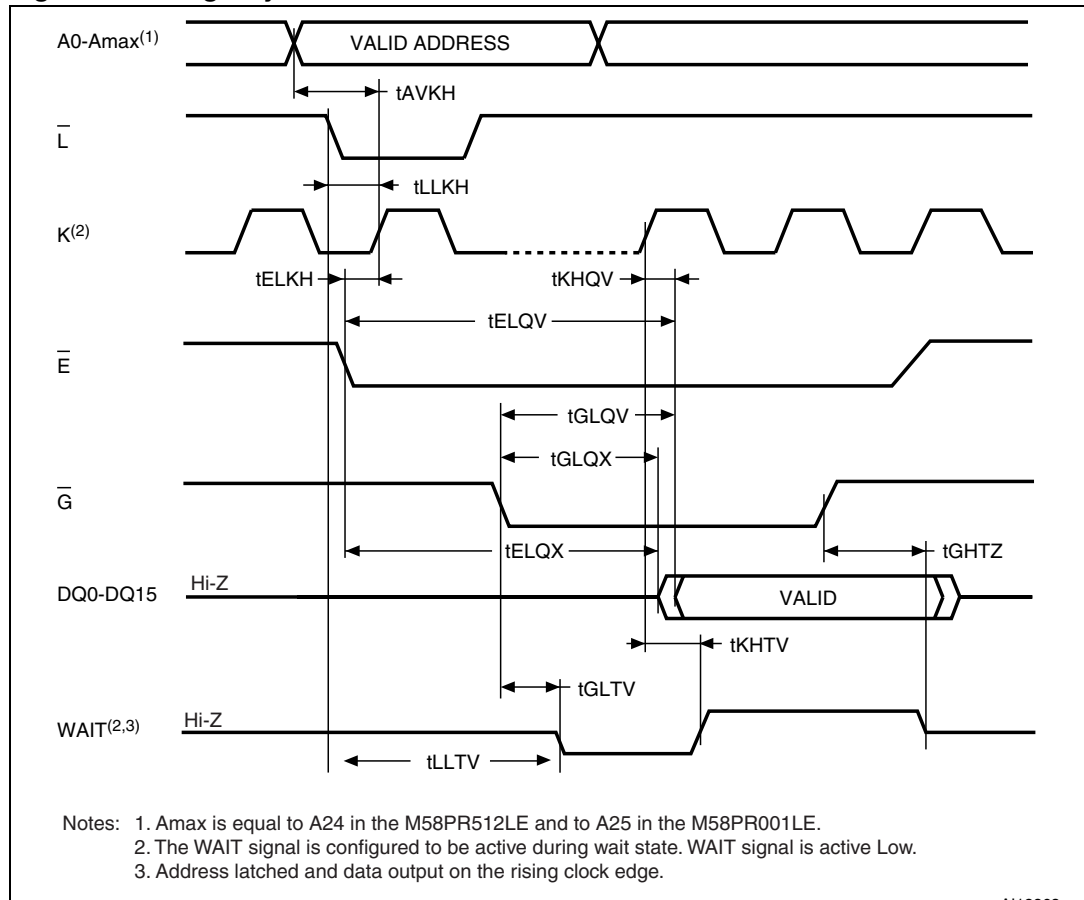 A0-Amax(1)
VALID ADDRESS
tAVKH
L
tLLKH
K(2)
tELKH
tKHQV
tELQV
E
tGLQV
tGLQX
G
tELQX
tGHTZ
DQ0-DQ15
Hi-Z
VALID
tKHTV
tGLTV
WAIT(2,3)
Hi-Z
tLLTV
Notes: 1. Amax is equal to A24 in the M58PR512LE and to A25 in the M58PR001LE.
2. The WAIT signal is configured to be active during wait state. WAIT signal is active Low.
3. Address latched and data output on the rising clock edge.